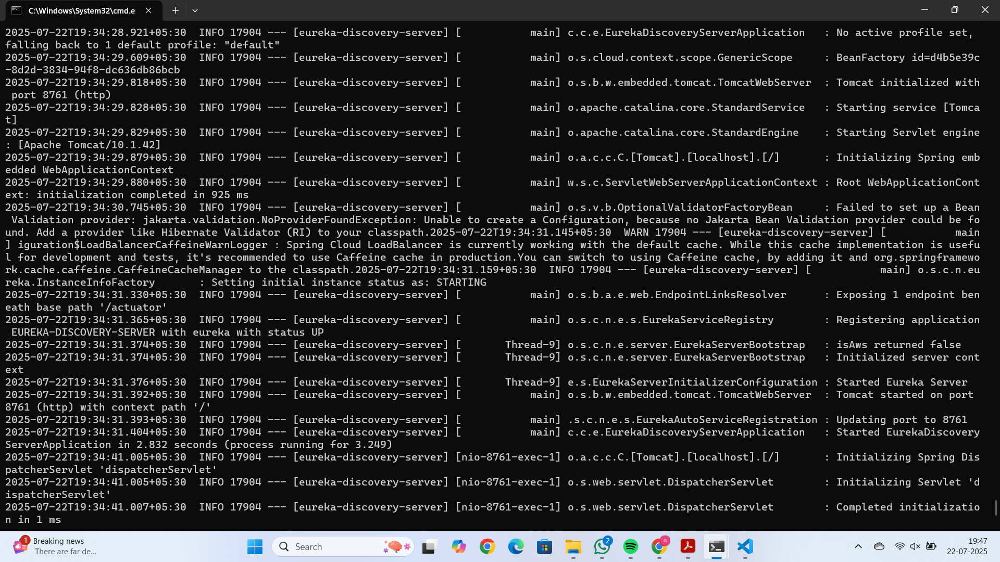 C:\Windows\System32\cmd.e
2025-07-22T19:34:28.921+05:30  INFO 17904 --- [eureka-discovery-server] [           main] c.c.e.EurekaDiscoveryServerApplication   : No active profile set,
falling back to 1 default profile: "default"
2025-07-22T19:34:29.609+05:30  INFO 17904 --- [eureka-discovery-server] [           main] o.s.cloud.context.scope.GenericScope     : BeanFactory id=d4b5e39c
-8d2d-3834-94f8-dc636db86bcb
2025-07-22T19:34:29.818+05:30  INFO 17904 --- [eureka-discovery-server] [           main] o.s.b.w.embedded.tomcat.TomcatWebServer  : Tomcat initialized with
 port 8761 (http)
2025-07-22T19:34:29.828+05:30  INFO 17904 --- [eureka-discovery-server] [           main] o.apache.catalina.core.StandardService   : Starting service [Tomca
t]
2025-07-22T19:34:29.829+05:30  INFO 17904 --- [eureka-discovery-server] [           main] o.apache.catalina.core.StandardEngine    : Starting Servlet engine
: [Apache Tomcat/10.1.42]
2025-07-22T19:34:29.879+05:30  INFO 17904 --- [eureka-discovery-server] [           main] o.a.c.c.C.[Tomcat].[localhost].[/]       : Initializing Spring emb
edded WebApplicationContext
2025-07-22T19:34:29.880+05:30  INFO 17904 --- [eureka-discovery-server] [           main] w.s.c.ServletWebServerApplicationContext : Root WebApplicationCont
ext: initialization completed in 925 ms
2025-07-22T19:34:30.745+05:30  INFO 17904 --- [eureka-discovery-server] [           main] o.s.v.b.OptionalValidatorFactoryBean     : Failed to set up a Bean
 Validation provider: jakarta.validation.NoProviderFoundException: Unable to create a Configuration, because no Jakarta Bean Validation provider could be fo
und. Add a provider like Hibernate Validator (RI) to your classpath.2025-07-22T19:34:31.145+05:30  WARN 17904 --- [eureka-discovery-server] [           main
] iguration$LoadBalancerCaffeineWarnLogger : Spring Cloud LoadBalancer is currently working with the default cache. While this cache implementation is usefu
l for development and tests, it's recommended to use Caffeine cache in production.You can switch to using Caffeine cache, by adding it and org.springframewo
rk.cache.caffeine.CaffeineCacheManager to the classpath.2025-07-22T19:34:31.159+05:30  INFO 17904 --- [eureka-discovery-server] [           main] o.s.c.n.eu
reka.InstanceInfoFactory       : Setting initial instance status as: STARTING
2025-07-22T19:34:31.330+05:30  INFO 17904 --- [eureka-discovery-server] [           main] o.s.b.a.e.web.EndpointLinksResolver      : Exposing 1 endpoint ben
eath base path '/actuator'
2025-07-22T19:34:31.365+05:30  INFO 17904 --- [eureka-discovery-server] [           main] o.s.c.n.e.s.EurekaServiceRegistry        : Registering application
 EUREKA-DISCOVERY-SERVER with eureka with status UP
2025-07-22T19:34:31.374+05:30  INFO 17904 --- [eureka-discovery-server] [       Thread-9] o.s.c.n.e.server.EurekaServerBootstrap   : isAws returned false
2025-07-22T19:34:31.374+05:30  INFO 17904 --- [eureka-discovery-server] [       Thread-9] o.s.c.n.e.server.EurekaServerBootstrap   : Initialized server cont
ext
2025-07-22T19:34:31.376+05:30  INFO 17904 --- [eureka-discovery-server] [       Thread-9] e.s.EurekaServerInitializerConfiguration : Started Eureka Server
2025-07-22T19:34:31.392+05:30  INFO 17904 --- [eureka-discovery-server] [           main] o.s.b.w.embedded.tomcat.TomcatWebServer  : Tomcat started on port
8761 (http) with context path '/'
2025-07-22T19:34:31.393+05:30  INFO 17904 --- [eureka-discovery-server] [           main] .s.c.n.e.s.EurekaAutoServiceRegistration : Updating port to 8761
2025-07-22T19:34:31.404+05:30  INFO 17904 --- [eureka-discovery-server] [           main] c.c.e.EurekaDiscoveryServerApplication   : Started EurekaDiscovery
ServerApplication in 2.832 seconds (process running for 3.249)
2025-07-22T19:34:41.005+05:30  INFO 17904 --- [eureka-discovery-server] [nio-8761-exec-1] o.a.c.c.C.[Tomcat].[localhost].[/]       : Initializing Spring Dis
patcherServlet 'dispatcherServlet'
2025-07-22T19:34:41.005+05:30  INFO 17904 --- [eureka-discovery-server] [nio-8761-exec-1] o.s.web.servlet.DispatcherServlet        : Initializing Servlet 'd
ispatcherServlet'
2025-07-22T19:34:41.007+05:30  INFO 17904 --- [eureka-discovery-server] [nio-8761-exec-1] o.s.web.servlet.DispatcherServlet        : Completed initializatio
n in 1 ms
1
Breaking news
'There are far de...
Search
2
n
19:47
22-07-2025